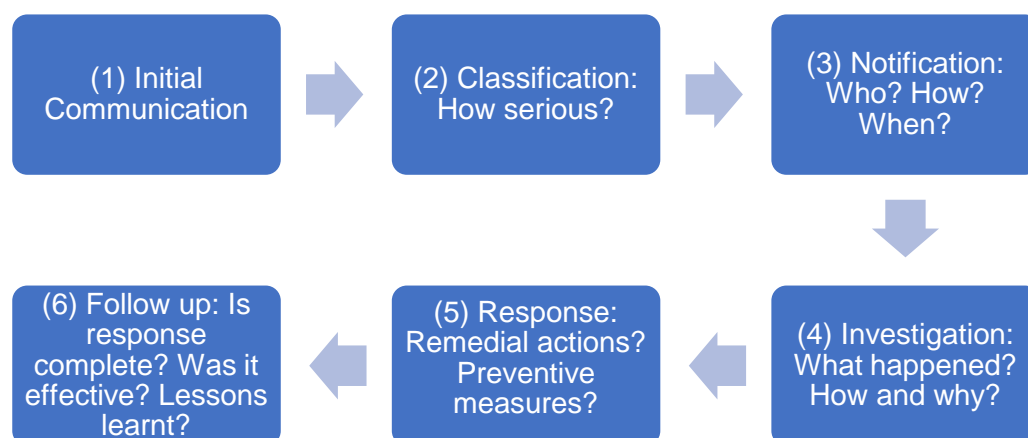 (1) Initial
Communication
(2) Classification:
How serious?
(3) Notification:
Who? How?
When?
(4) Investigation:
What happened?
How and why?
(5) Response:
Remedial actions?
Preventive
measures?
(6) Follow up: Is
response
complete? Was it
effective? Lessons
learnt?